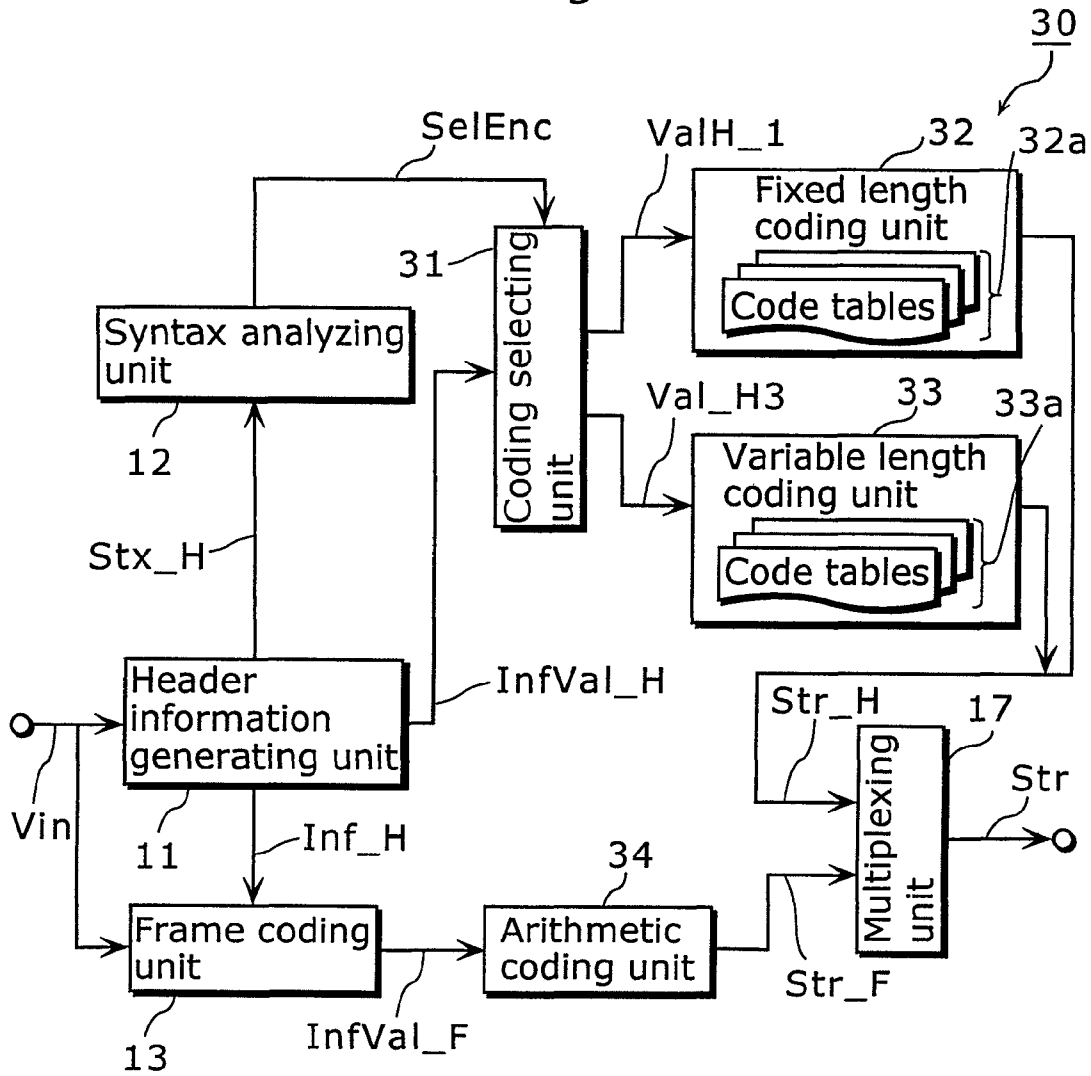 30
SelEnc
ValH_1
32
32a
Fixed length
coding unit
Code tables
31
Coding selecting
unit
Syntax analyzing
unit
12
Val_H3
33
33a
Variable length
coding unit
Code tables
Stx_H
Header
information
generating unit
InfVal_H
Str_H
17
Vin
11
Inf_H
34
Multiplexing
unit
Str
Frame coding
unit
Arithmetic
coding unit
Str_F
13
InfVal_F